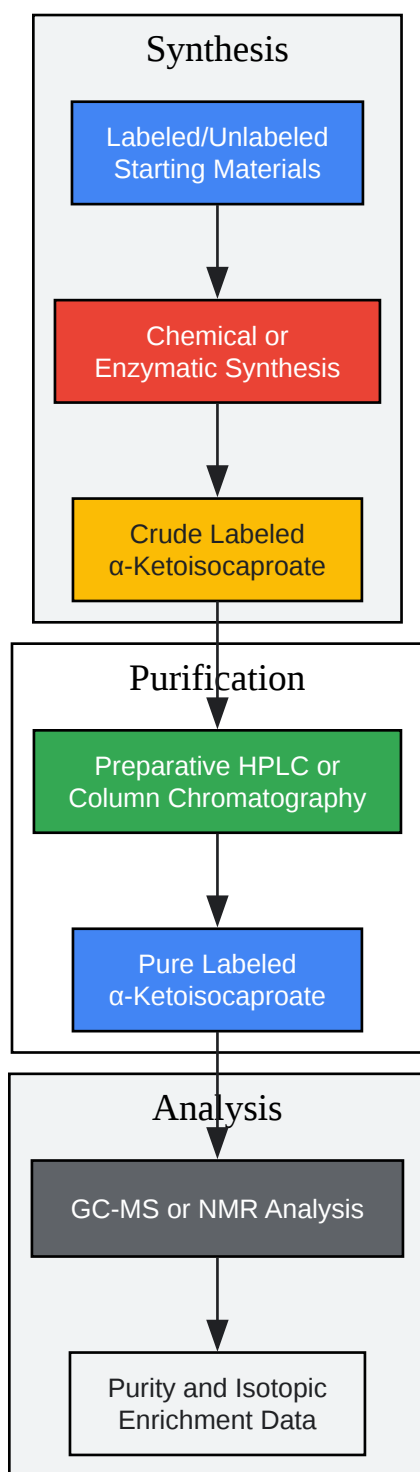 Synthesis
Labeled/Unlabeled
Starting Materials
Chemical or
Enzymatic Synthesis
Crude Labeled
α-Ketoisocaproate
Purification
Preparative HPLC or
Column Chromatography
Pure Labeled
α-Ketoisocaproate
Analysis
GC-MS or NMR Analysis
Purity and Isotopic
Enrichment Data